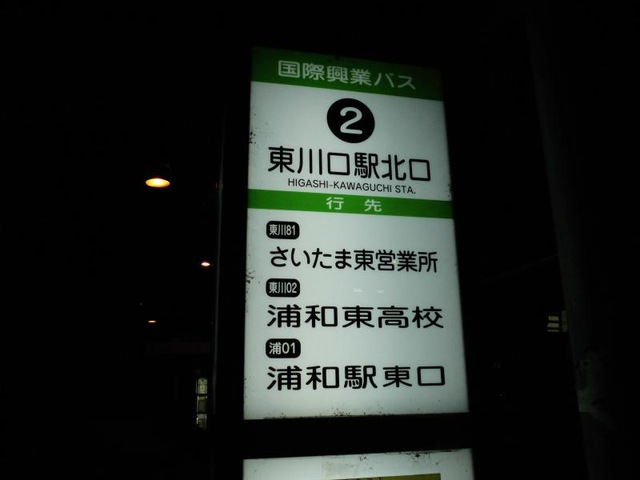 国際興業バス
2
東川口駅北口
HIGASHI-KAWAGUCHI STA.
行先
東川81
さいたま東営業所
東川02
浦和東高校
浦01
浦和駅東口